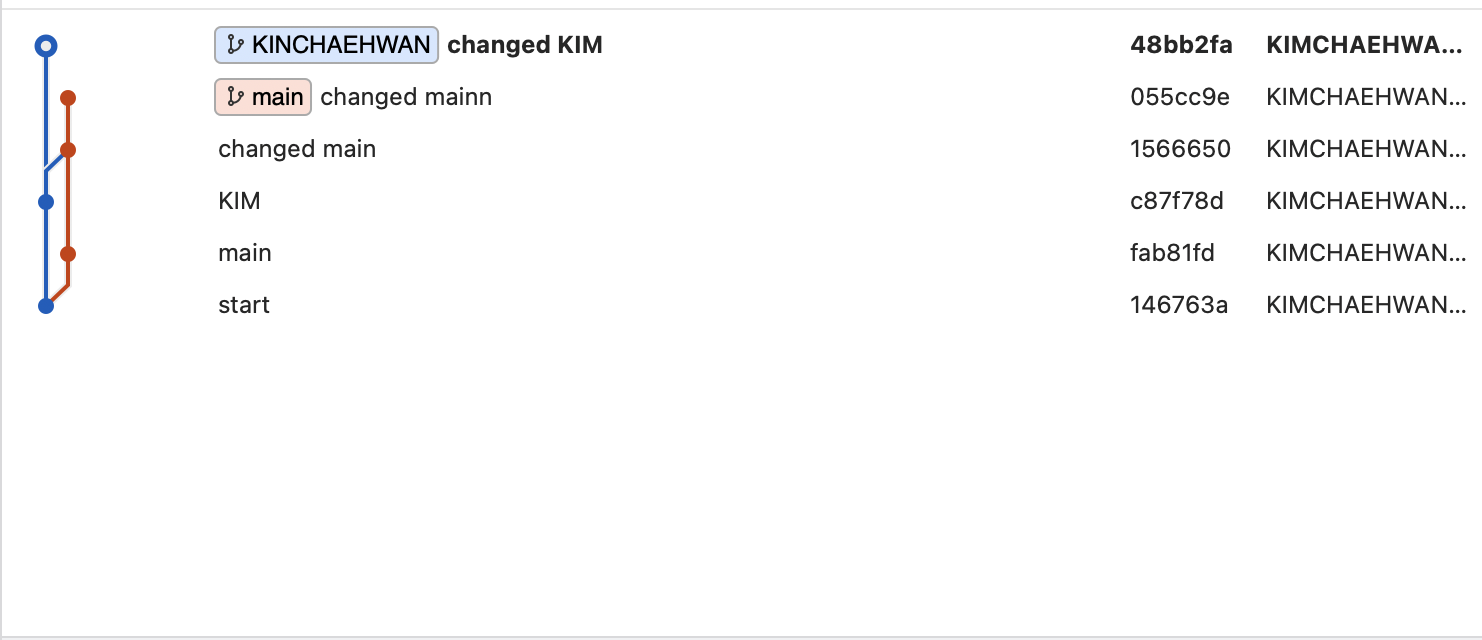 KINCHAEHWAN changed KIM 48bb2fa KIMCHAEHWA...
main changed mainn 055cc9e KIMCHAEHWAN...
changed main 1566650 KIMCHAEHWAN...
KIM c87f78d KIMCHAEHWAN...
main fab81fd KIMCHAEHWAN...
start 146763a KIMCHAEHWAN...